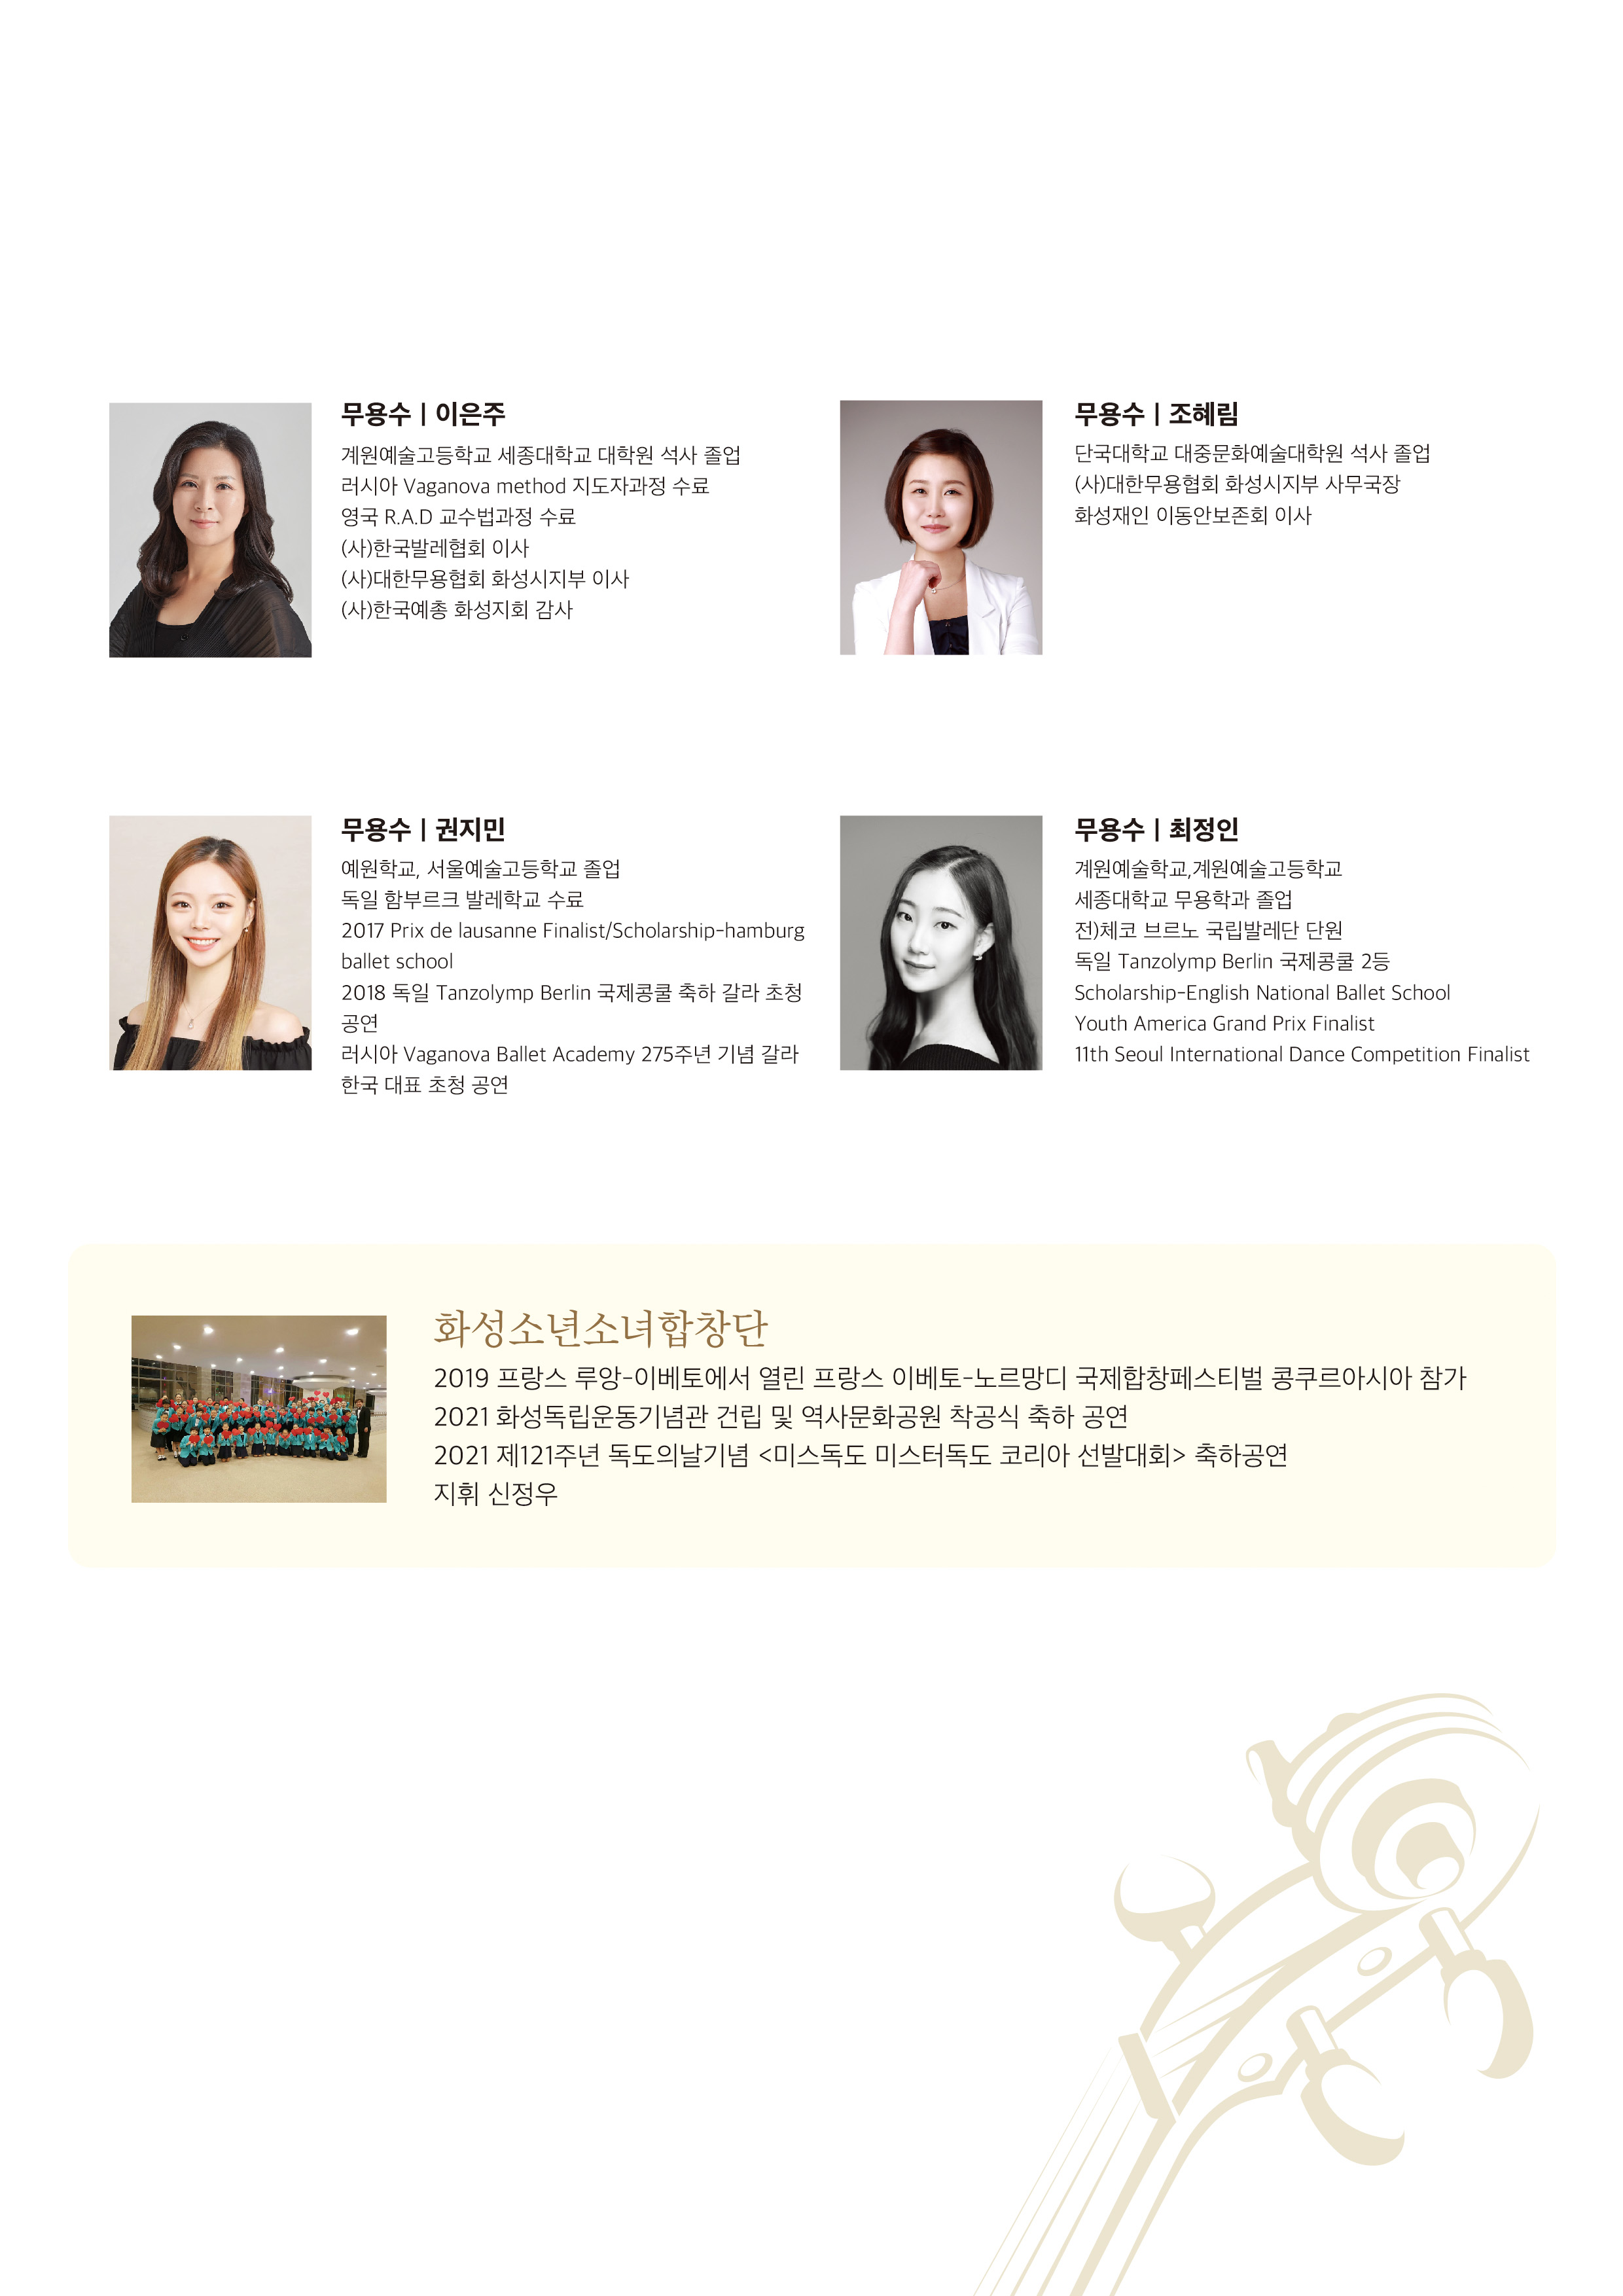 무용수 | 이은주
계원예술고등학교 세종대학교 대학원 석사 졸업
러시아 Vaganova method 지도자과정 수료
영국 R.A.D 교수법과정 수료
(사)한국발레협회 이사
(사)대한무용협회 화성시지부 이사
(사)한국예총 화성지회 감사
무용수 | 조혜림
단국대학교 대중문화예술대학원 석사 졸업
(사)대한무용협회 화성시지부 사무국장
화성재인 이동안보존회 이사
무용수 | 권지민
예원학교, 서울예술고등학교 졸업
독일 함부르크 발레학교 수료
2017 Prix de lausanne Finalist/Scholarship-hamburg
ballet school
2018 독일 Tanzolymp Berlin 국제콩쿨 축하 갈라 초청
공연
러시아 Vaganova Ballet Academy 275주년 기념 갈라
한국 대표 초청 공연
무용수 | 최정인
계원예술학교,계원예술고등학교
세종대학교 무용학과 졸업
전)체코 브르노 국립발레단 단원
독일 Tanzolymp Berlin 국제콩쿨 2등
Scholarship-English National Ballet School
Youth America Grand Prix Finalist
11th Seoul International Dance Competition Finalist
화성소년소녀합창단
2019 프랑스 루앙-이베토에서 열린 프랑스 이베토-노르망디 국제합창페스티벌 콩쿠르아시아 참가
2021 화성독립운동기념관 건립 및 역사문화공원 착공식 축하 공연
2021 제121주년 독도의날기념 <미스독도 미스터독도 코리아 선발대회> 축하공연
지휘 신정우